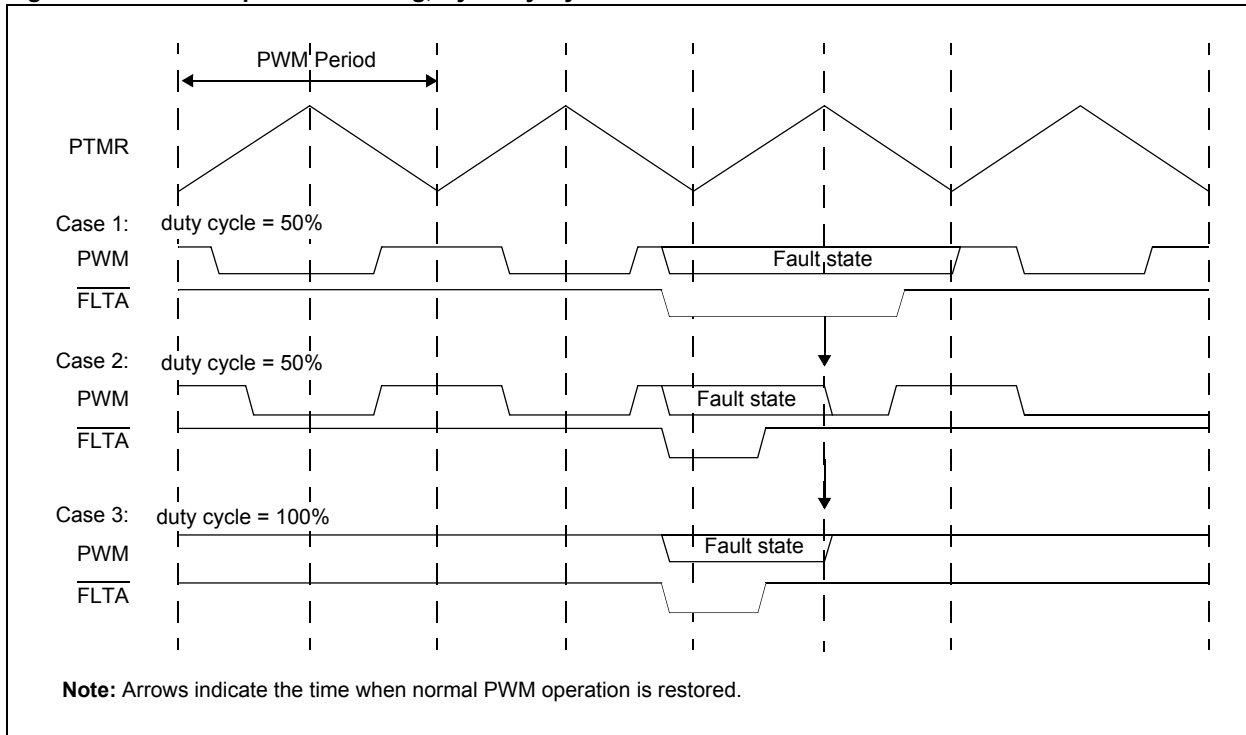 PWM Period
PTMR
Case 1: duty cycle = 50%
PWM
Fault state
FLTA
Case 2: duty cycle = 50%
PWM
Fault state
FLTA
Case 3: duty cycle = 100%
PWM
Fault state
FLTA
Note: Arrows indicate the time when normal PWM operation is restored.